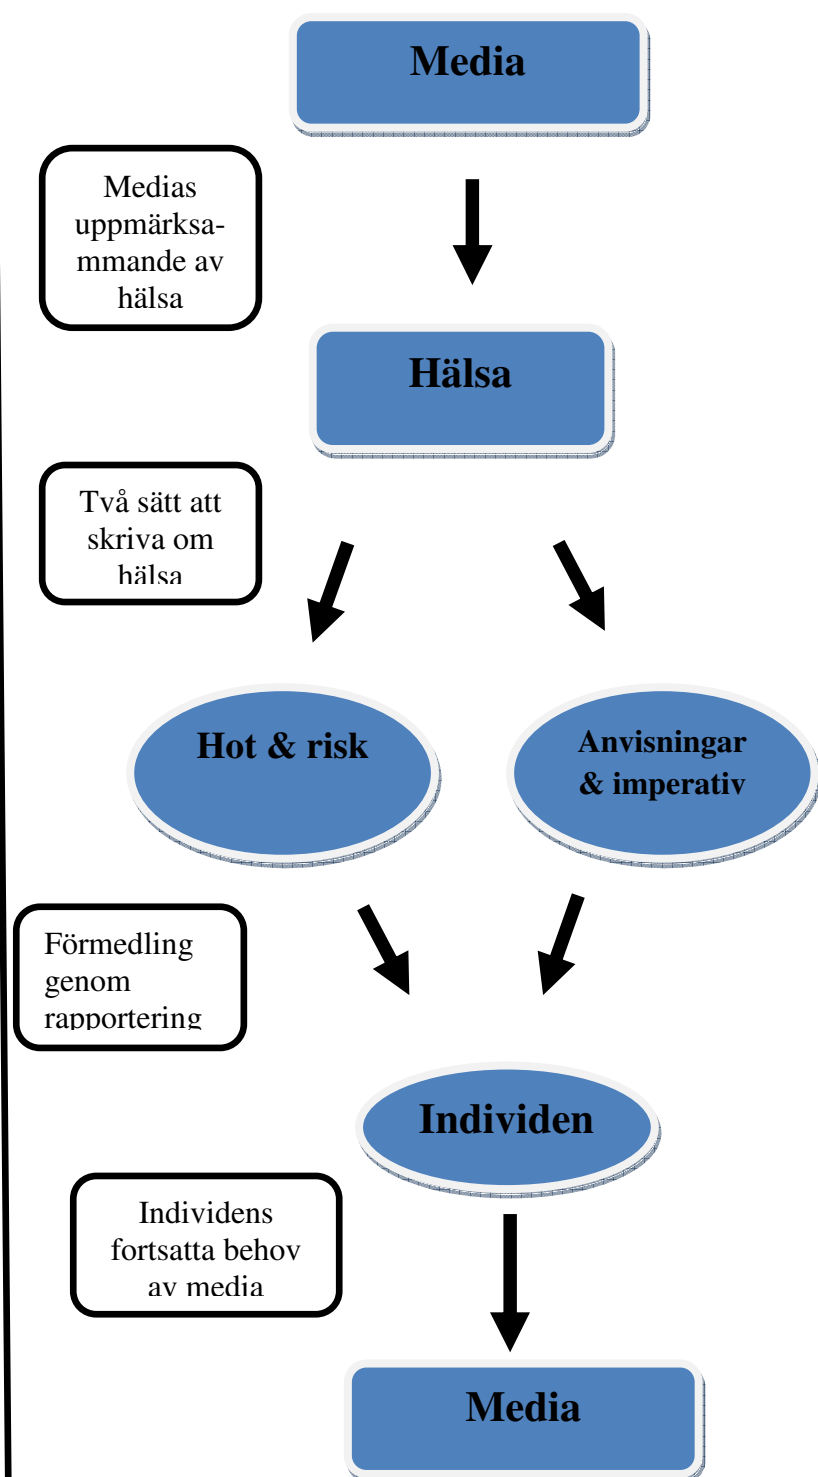 Media
Medias
uppmärksa-
mmande av
hälsa
Hälsa
Två sätt att
skriva om
hälsa
Hot & risk
Anvisningar
& imperativ
Förmedling
genom
rapportering
Individen
Individens
fortsatta behov
av media
Media